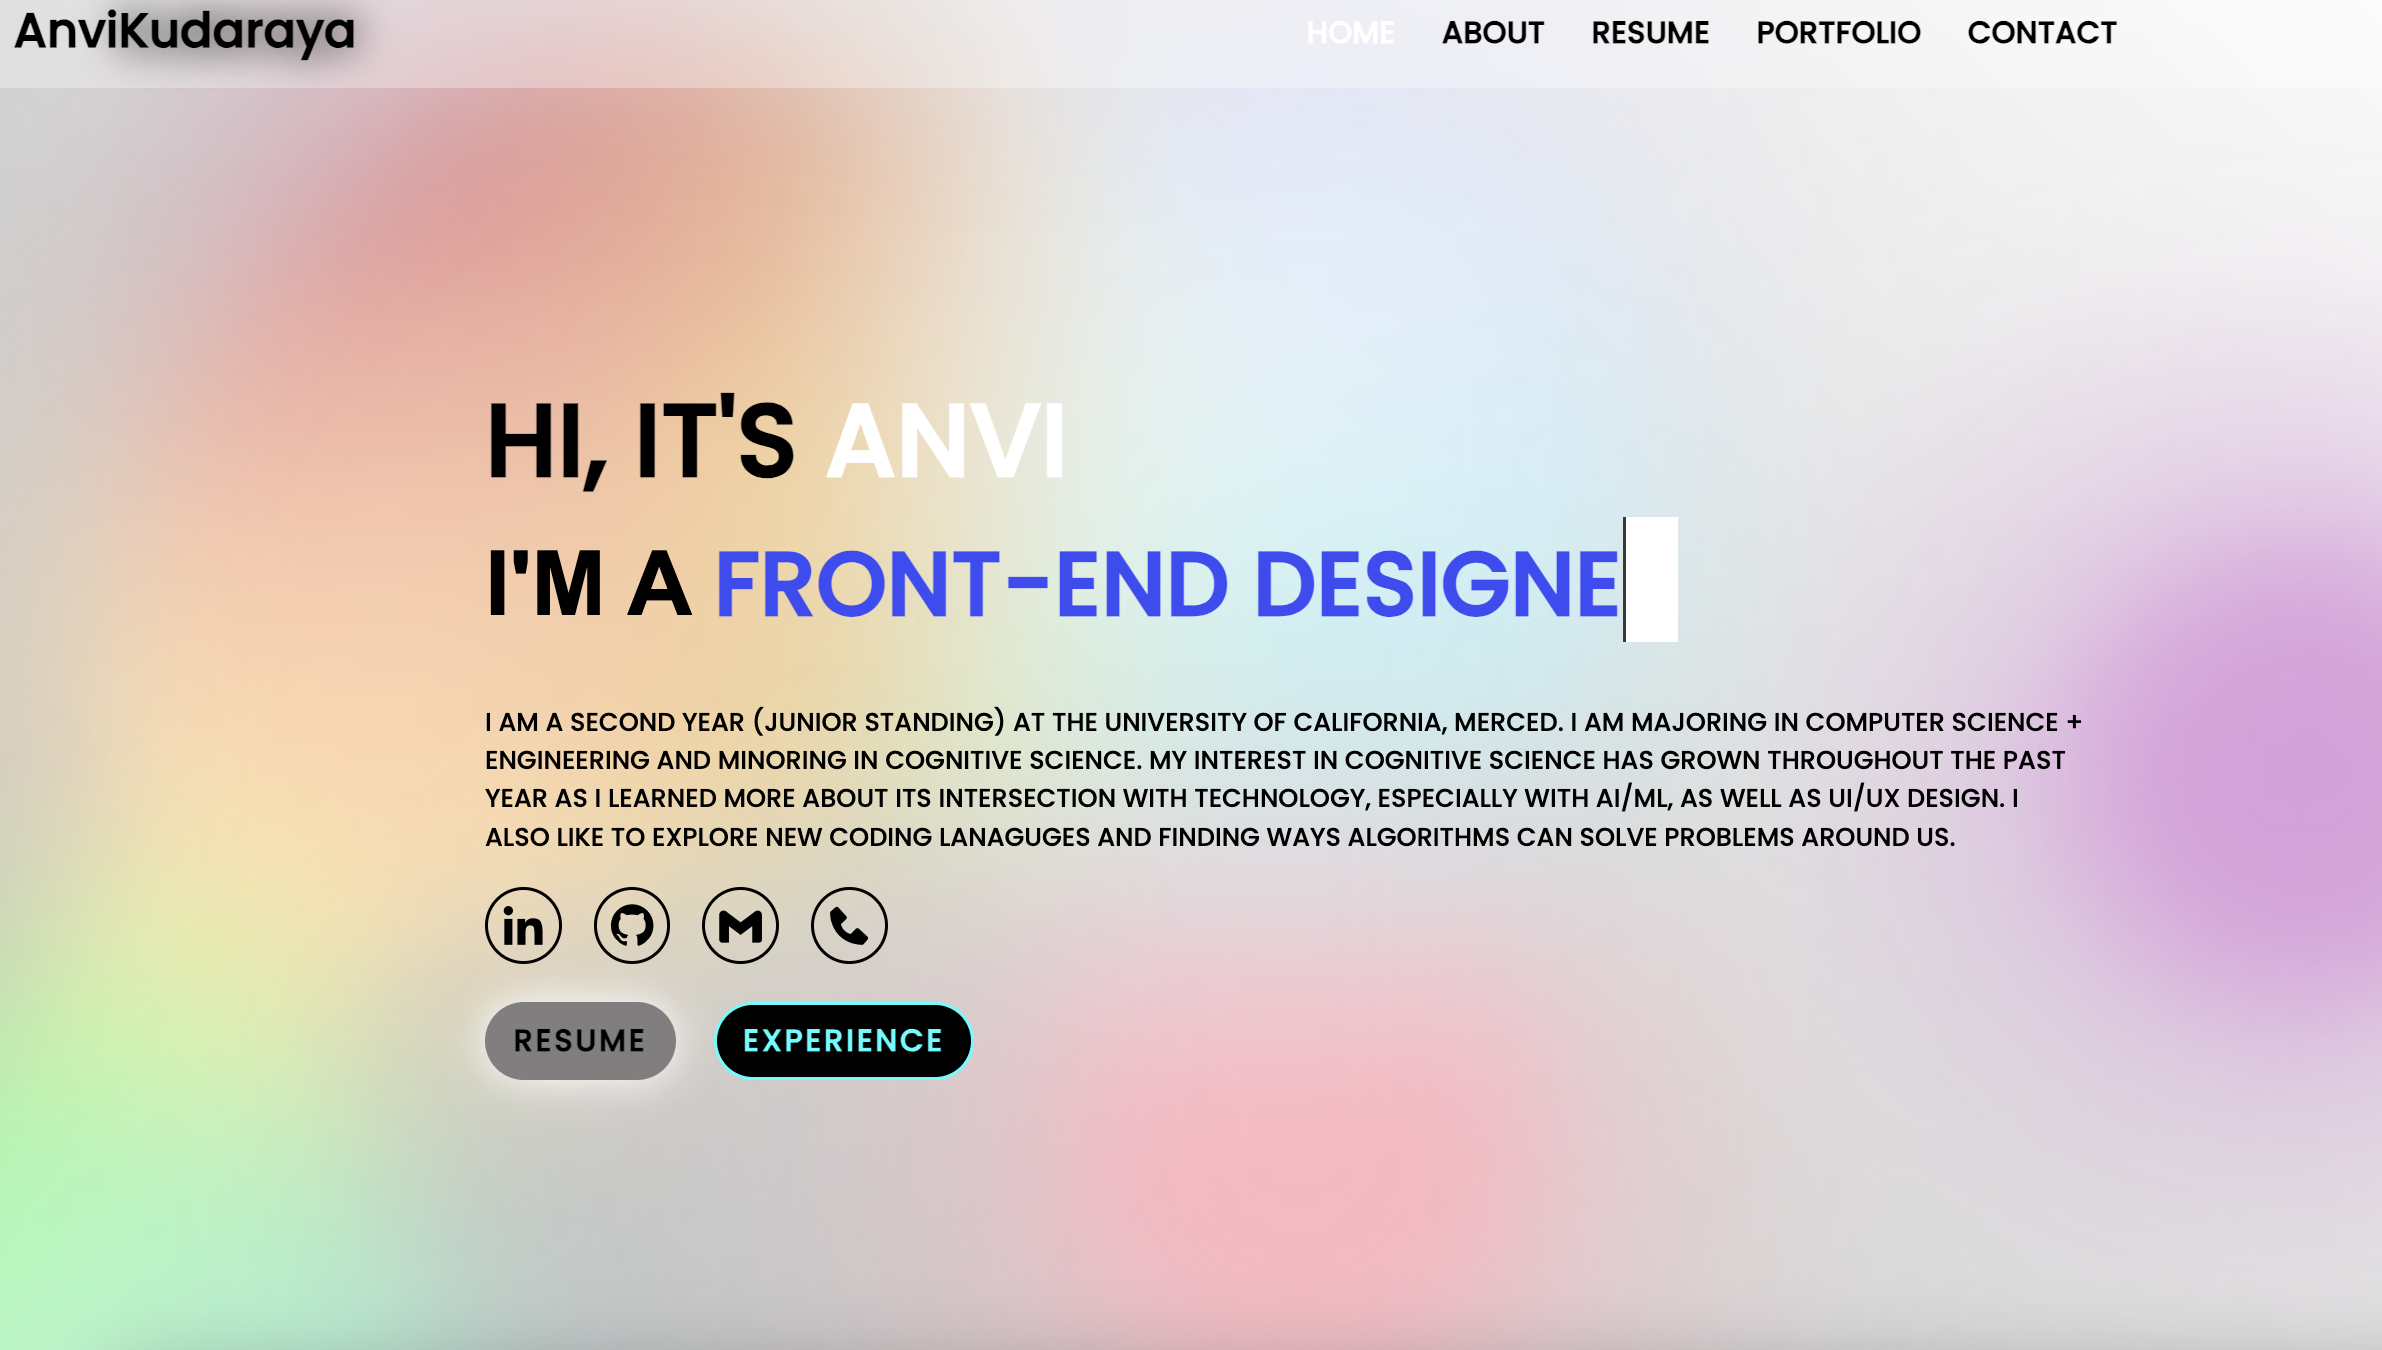 AnviKudaraya
HOME ABOUT RESUME PORTFOLIO CONTACT
HI, IT'S ANVI
I'M A FRONT-END DESIGNE
I AM A SECOND YEAR (JUNIOR STANDING) AT THE UNIVERSITY OF CALIFORNIA, MERCED. I AM MAJORING IN COMPUTER SCIENCE +
ENGINEERING AND MINORING IN COGNITIVE SCIENCE. MY INTEREST IN COGNITIVE SCIENCE HAS GROWN THROUGHOUT THE PAST
YEAR AS I LEARNED MORE ABOUT ITS INTERSECTION WITH TECHNOLOGY, ESPECIALLY WITH AI/ML, AS WELL AS UI/UX DESIGN. I
ALSO LIKE TO EXPLORE NEW CODING LANAGUGES AND FINDING WAYS ALGORITHMS CAN SOLVE PROBLEMS AROUND US.
RESUME EXPERIENCE